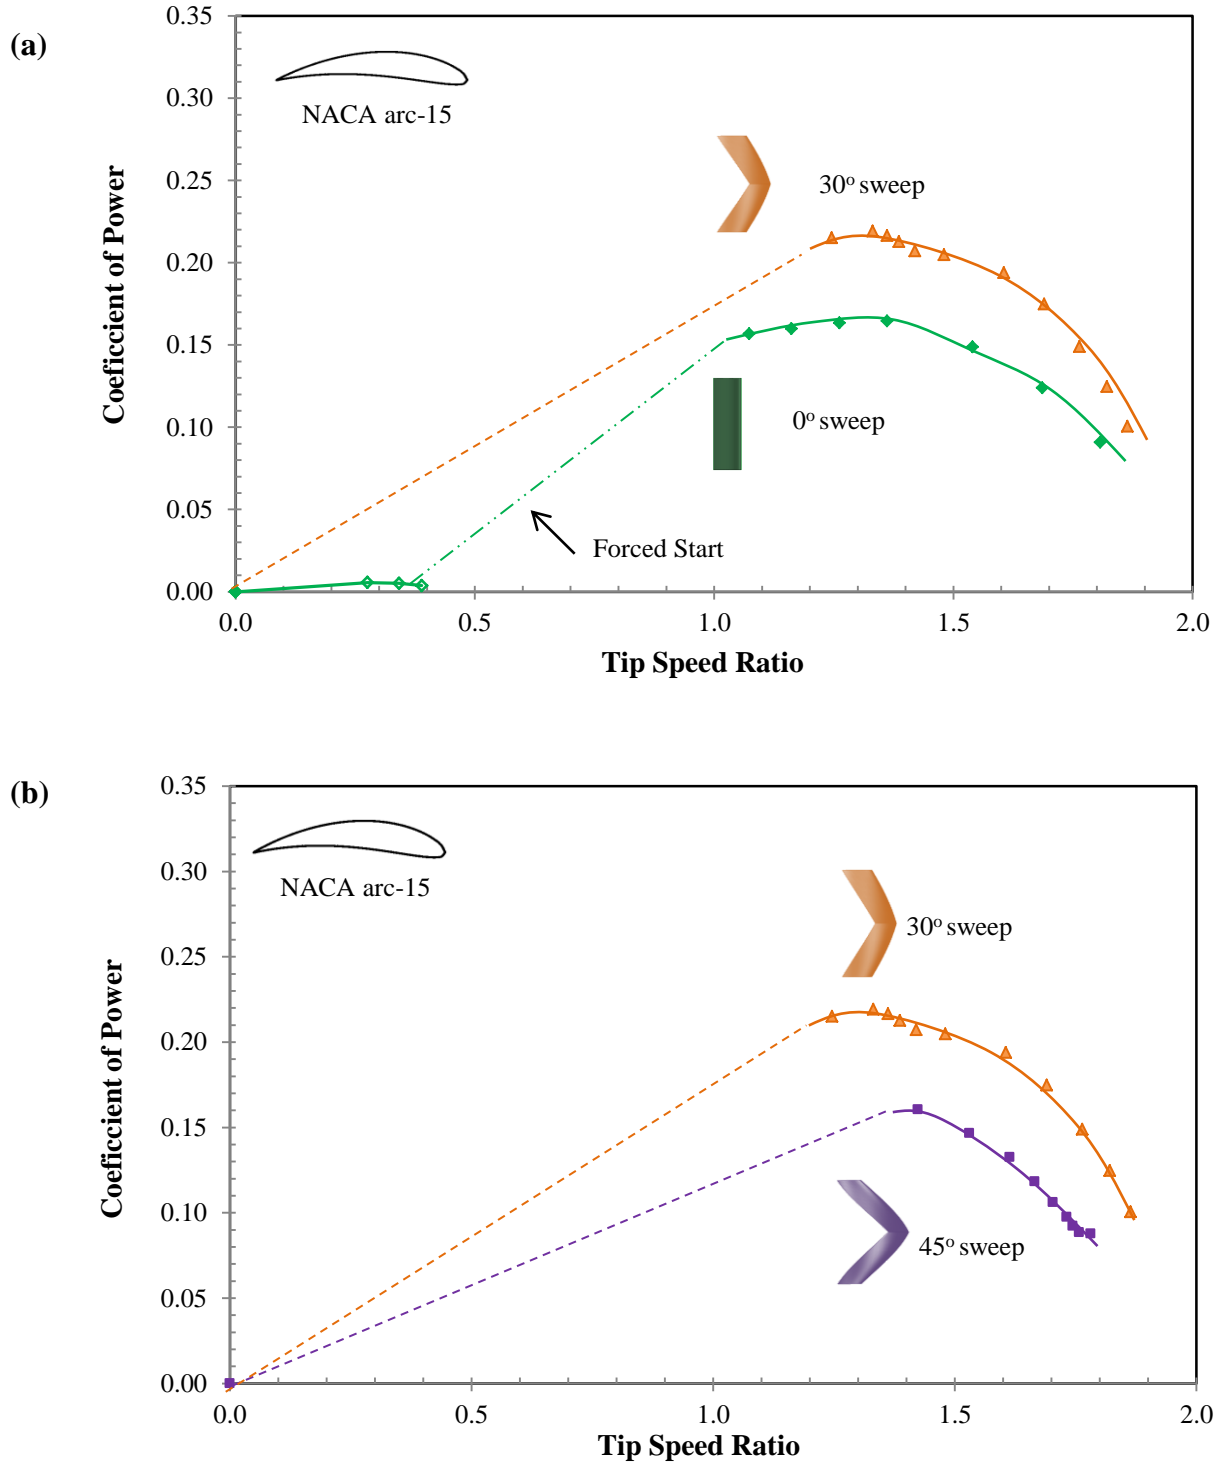 (a)
0.35
0.30
0.25
0.20
0.15
0.10
0.05
0.00
Coeficcient of Power
NACA arc-15
30º sweep
0º sweep
Forced Start
0.0 0.5 1.0 1.5 2.0
Tip Speed Ratio
(b)
0.35
0.30
0.25
0.20
0.15
0.10
0.05
0.00
Coeficcient of Power
NACA arc-15
30º sweep
45º sweep
0.0 0.5 1.0 1.5 2.0
Tip Speed Ratio